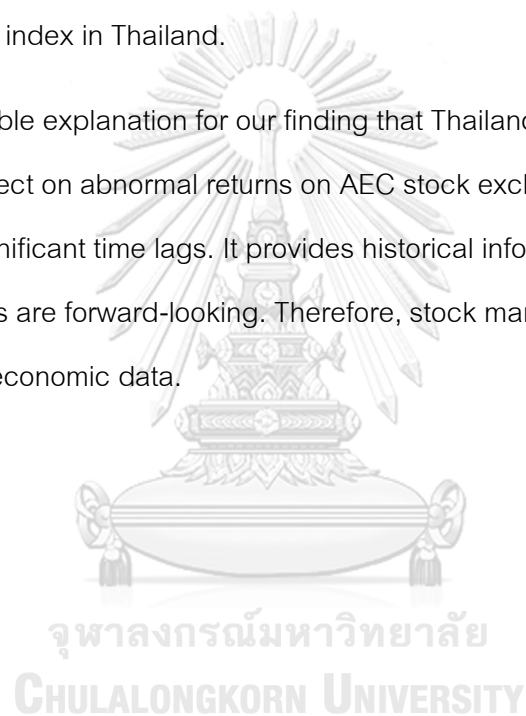 index in Thailand.
ble explanation for our finding that Thailand
ect on abnormal returns on AEC stock excl
nificant time lags. It provides historical info
s are forward-looking. Therefore, stock mar
economic data.
จุฬาลงกรณ์มหาวิทยาลัย
CHULALONGKORN UNIVERSITY